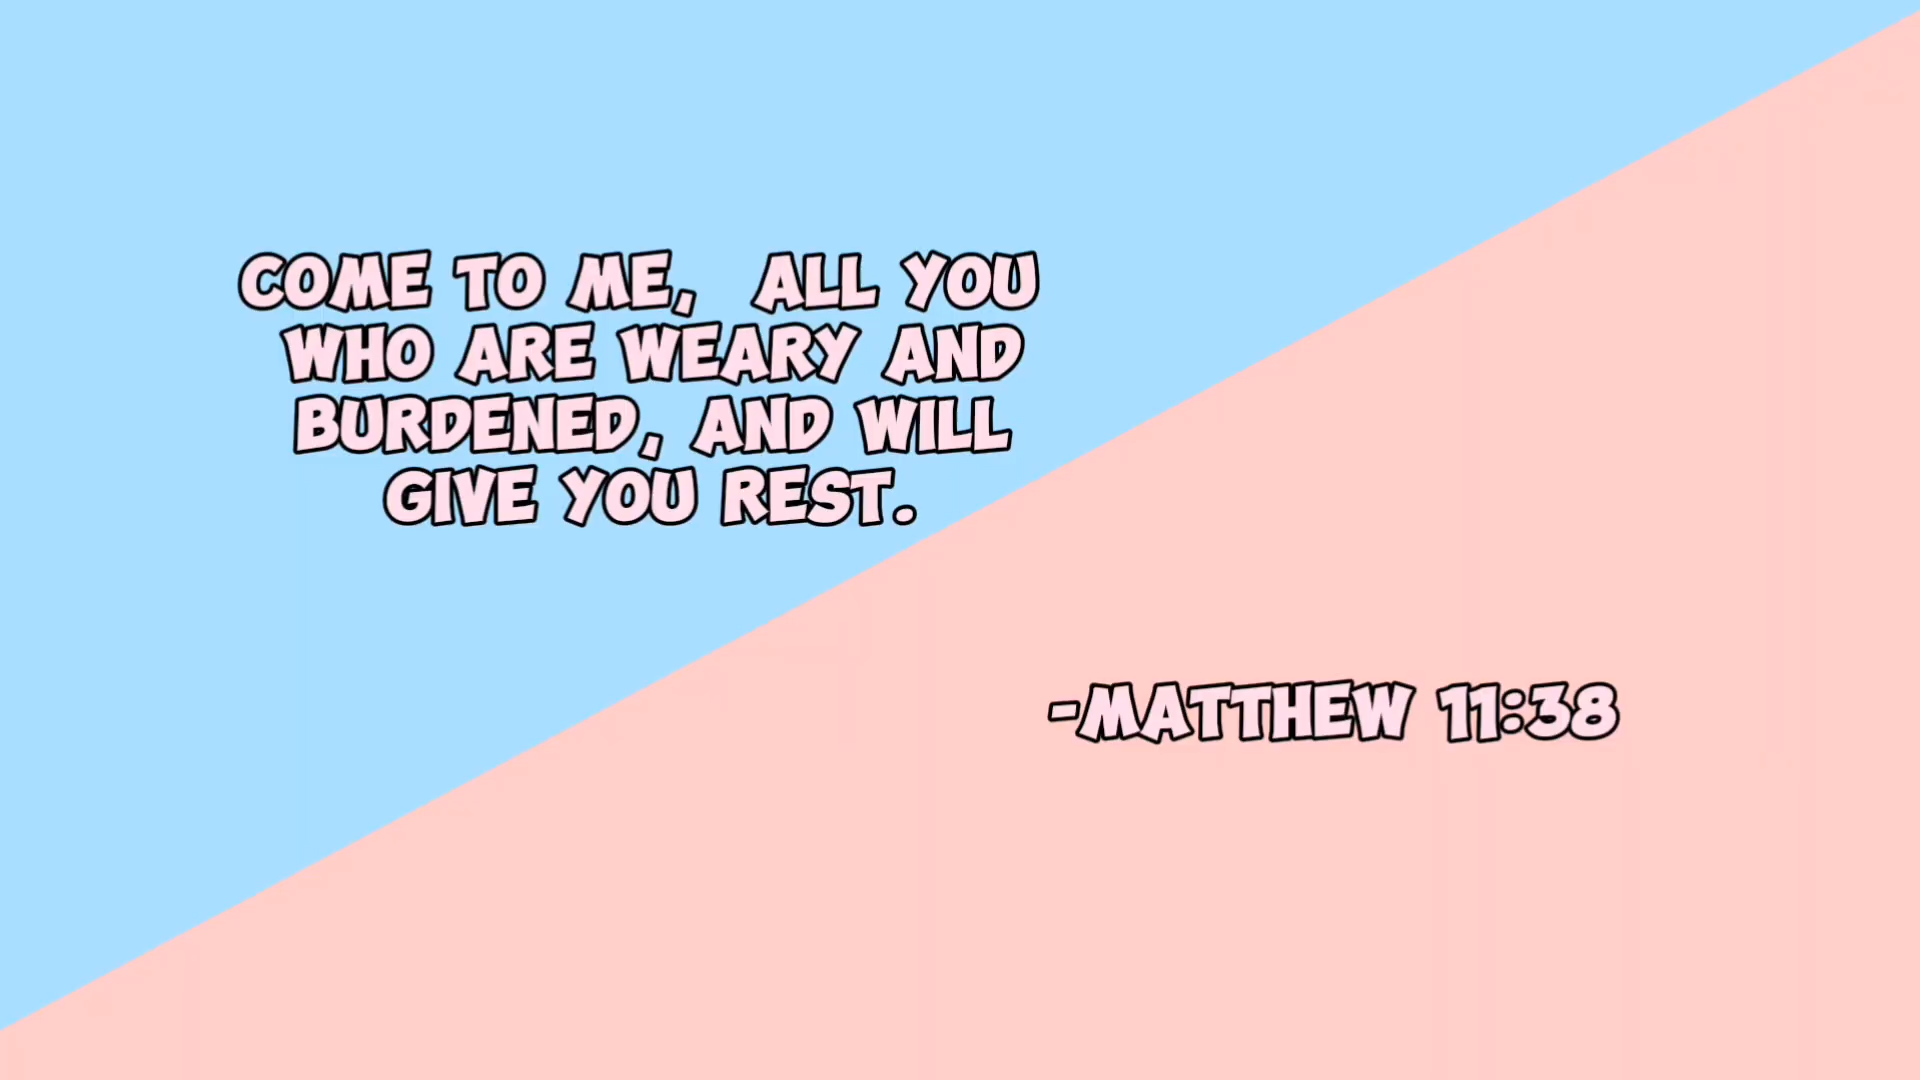 COME TO ME, ALL YOU
WHO ARE WEARY AND
BURDENED, AND WILL
GIVE YOU REST.
-MATTHEW 11:38